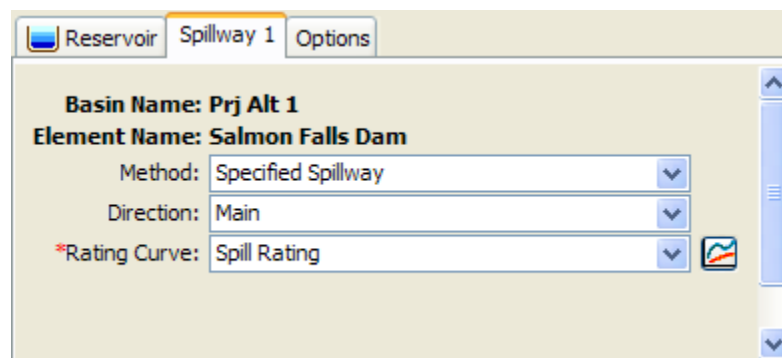 Reservoir Spillway 1 Options
Basin Name: Prj Alt 1
Element Name: Salmon Falls Dam
Method: Specified Spillway
Direction: Main
*Rating Curve: Spill Rating